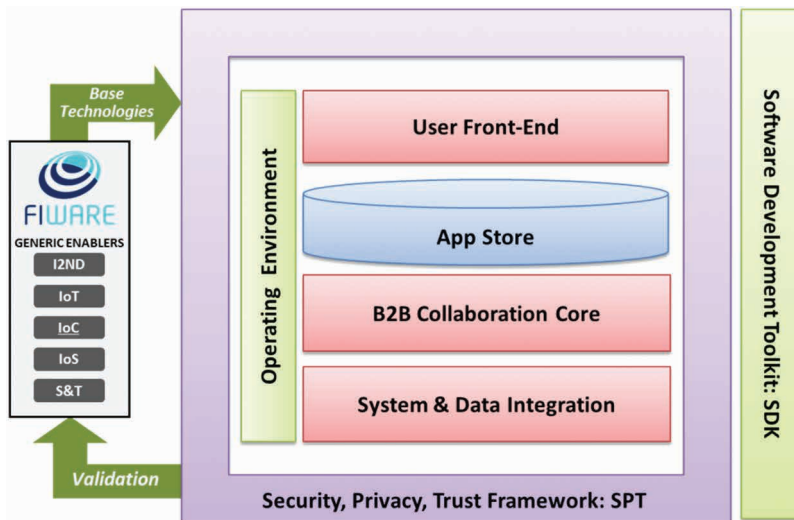 Base
Technologies
FIWARE
GENERIC ENABLERS
I2ND
IoT
IoC
IoS
S&T
Validation
Operating Environment
User Front-End
App Store
B2B Collaboration Core
System & Data Integration
Security, Privacy, Trust Framework: SPT
Software Development Toolkit: SDK